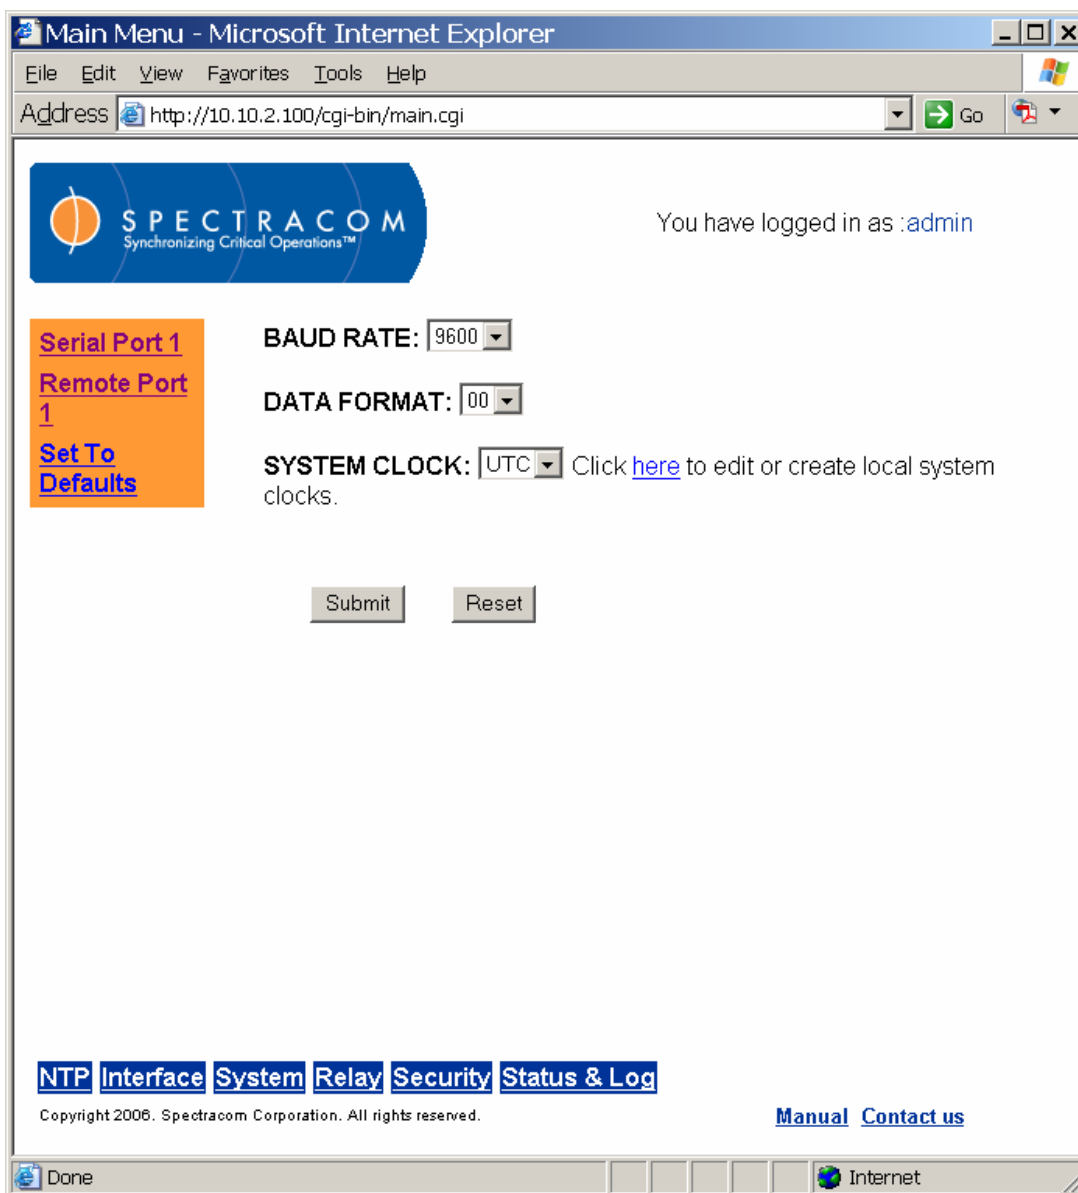 Main Menu - Microsoft Internet Explorer
File Edit View Favorites Tools Help
Address http://10.10.2.100/cgi-bin/main.cgi Go
SPECTRACOM
Synchronizing Critical Operations™
You have logged in as :admin
Serial Port 1
Remote Port
1
Set To
Defaults
BAUD RATE: 9600
DATA FORMAT: 00
SYSTEM CLOCK: UTC Click here to edit or create local system
clocks.
Submit Reset
NTP Interface System Relay Security Status & Log
Copyright 2006. Spectracom Corporation. All rights reserved.
Manual Contact us
Done Internet